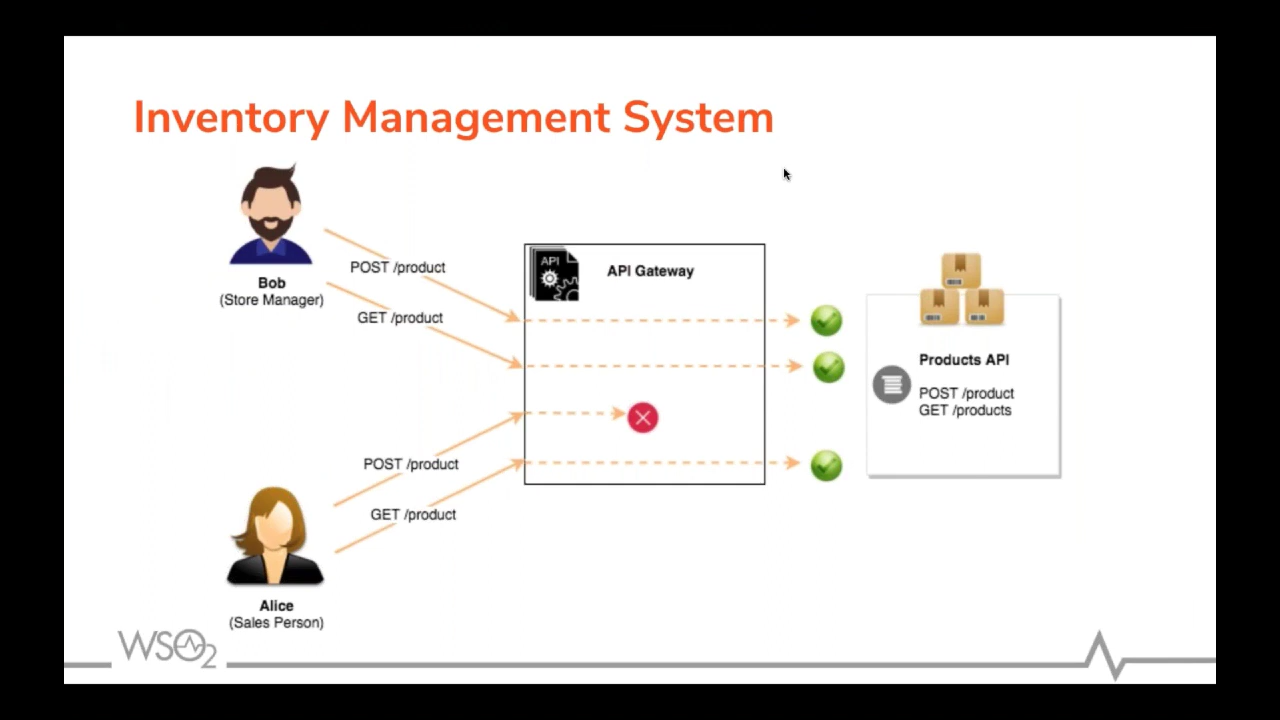 Inventory Management System
Bob
(Store Manager)
POST /product
GET /product
API
API Gateway
Products API
POST /product
GET /products
POST /product
GET /product
Alice
(Sales Person)
WSO2